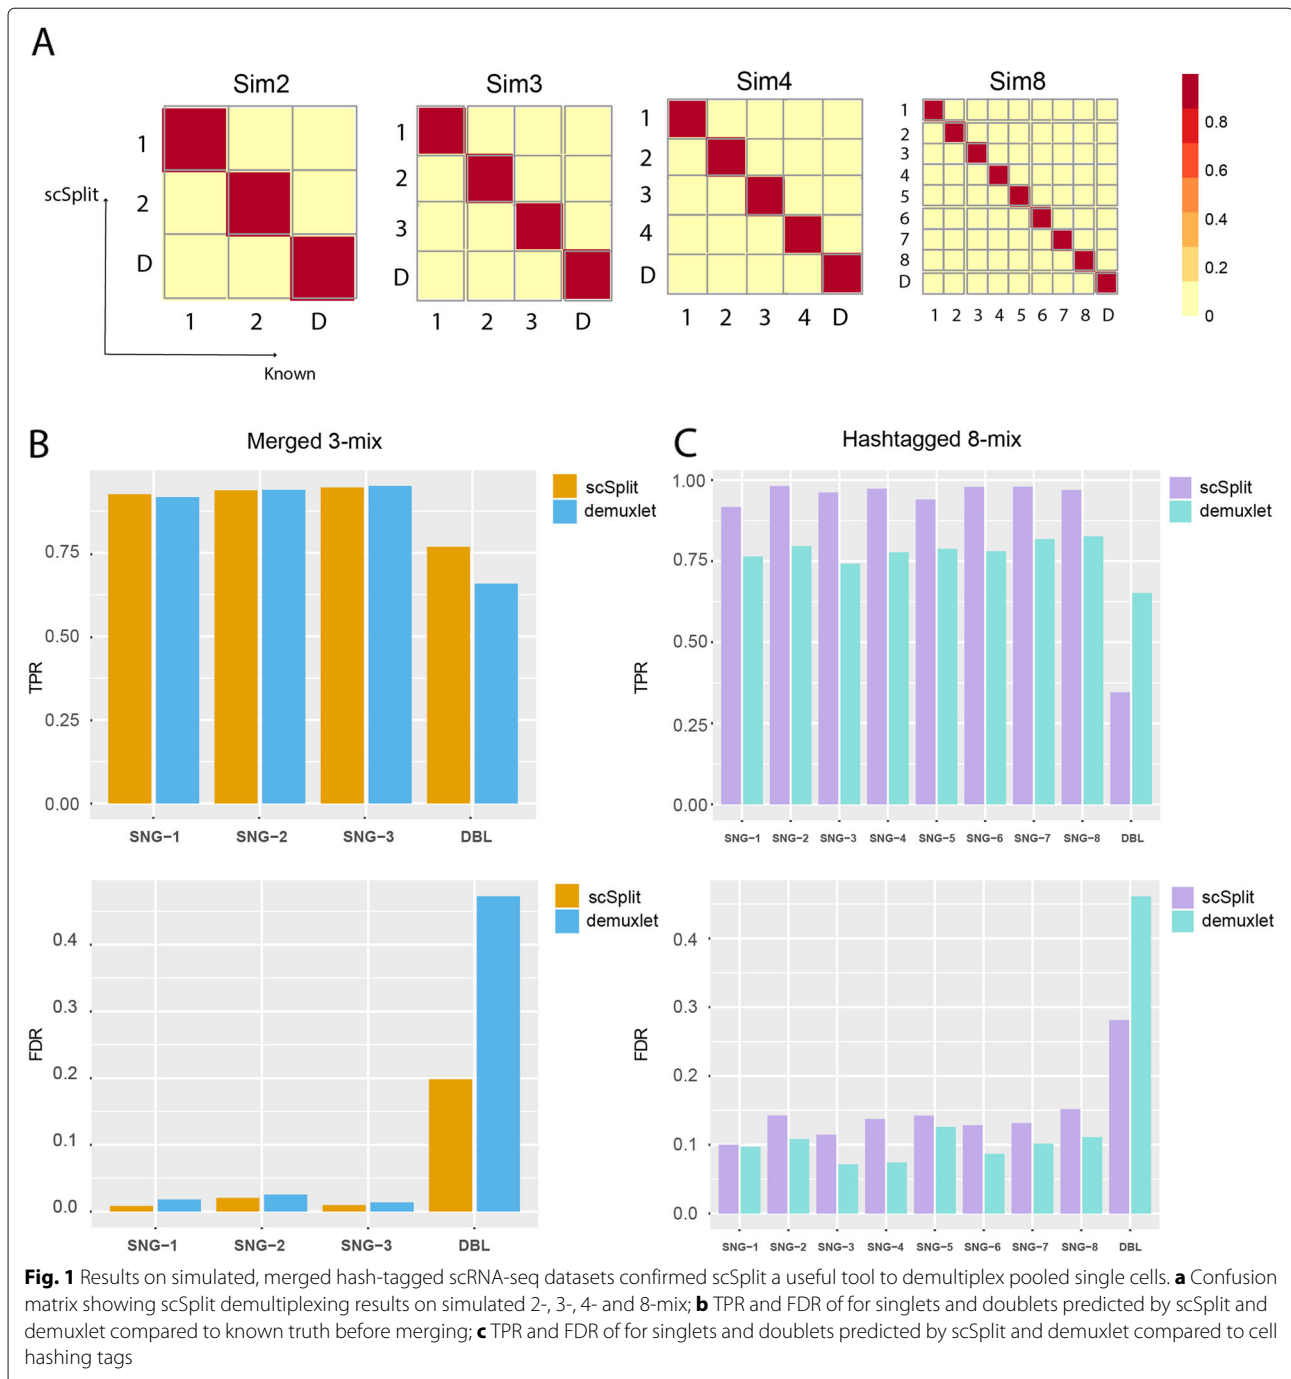 A
Sim2
Sim3
Sim4
Sim8
scSplit
Known
1
2
D
1 2 D
1
2
3
D
1 2 3 D
1
2
3
4
D
1 2 3 4 D
1
2
3
4
5
6
7
8
D
1 2 3 4 5 6 7 8 D
0.8
0.6
0.4
0.2
0
B
Merged 3-mix
scSplit
demuxlet
TPR
0.75
0.50
0.25
0.00
SNG-1 SNG-2 SNG-3 DBL
scSplit
demuxlet
FDR
0.4
0.3
0.2
0.1
0.0
SNG-1 SNG-2 SNG-3 DBL
C
Hashtagged 8-mix
scSplit
demuxlet
TPR
1.00
0.75
0.50
0.25
0.00
SNG-1 SNG-2 SNG-3 SNG-4 SNG-5 SNG-6 SNG-7 SNG-8 DBL
scSplit
demuxlet
FDR
0.4
0.3
0.2
0.1
0.0
SNG-1 SNG-2 SNG-3 SNG-4 SNG-5 SNG-6 SNG-7 SNG-8 DBL
Fig. 1 Results on simulated, merged hash-tagged scRNA-seq datasets confirmed scSplit a useful tool to demultiplex pooled single cells. a Confusion
matrix showing scSplit demultiplexing results on simulated 2-, 3-, 4- and 8-mix; b TPR and FDR of for singlets and doublets predicted by scSplit and
demuxlet compared to known truth before merging; c TPR and FDR of for singlets and doublets predicted by scSplit and demuxlet compared to cell
hashing tags